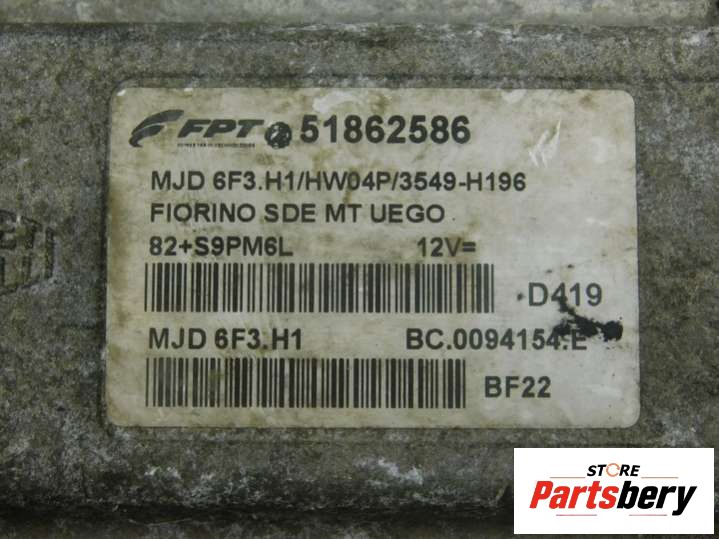 FPT 51862586
MJD 6F3.H1/HW04P/3549-H196
FIORINO SDE MT UEGO
82+S9PM6L 12V=
D419
MJD 6F3.H1 BC.0094154.E
BF22
STORE
Partsbery